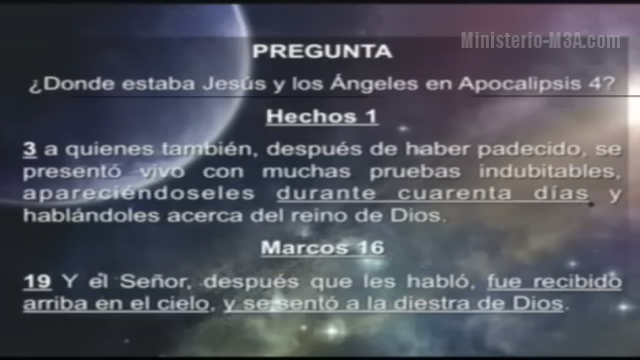 Ministerio-M3A.com
PREGUNTA
¿Donde estaba Jesús y los Ángeles en Apocalipsis 4?
Hechos 1
3 a quienes también, después de haber padecido, se
presentó vivo con muchas pruebas indubitables,
apareciéndoseles durante cuarenta días y
hablándoles acerca del reino de Dios.
Marcos 16
19 Y el Señor, después que les habló, fue recibido
arriba en el cielo, y se sentó a la diestra de Dios.